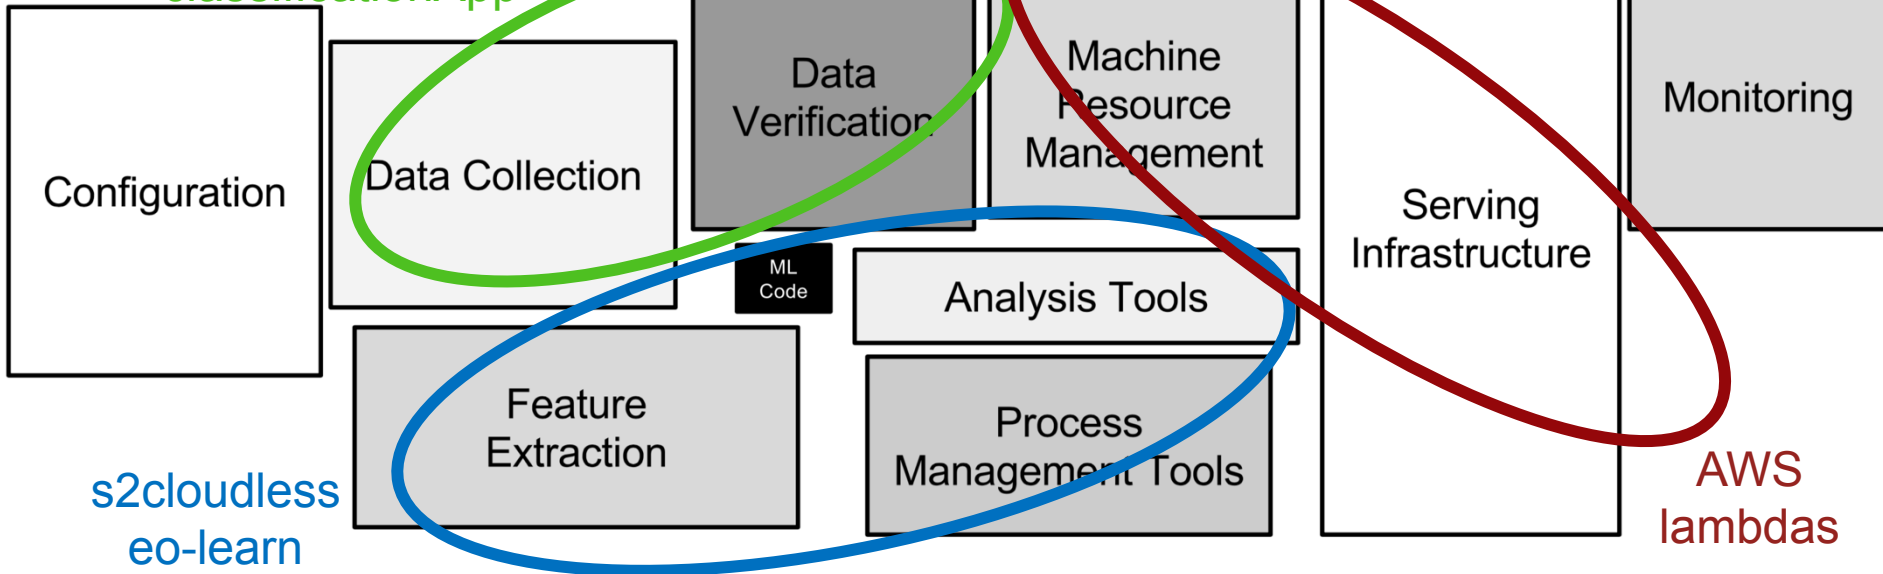 classificationApp
Configuration
Data Collection
Data
Verification
Machine
Resource
Management
Serving
Infrastructure
Monitoring
ML
Code
Analysis Tools
Feature
Extraction
Process
Management Tools
s2cloudless
eo-learn
AWS
lambdas